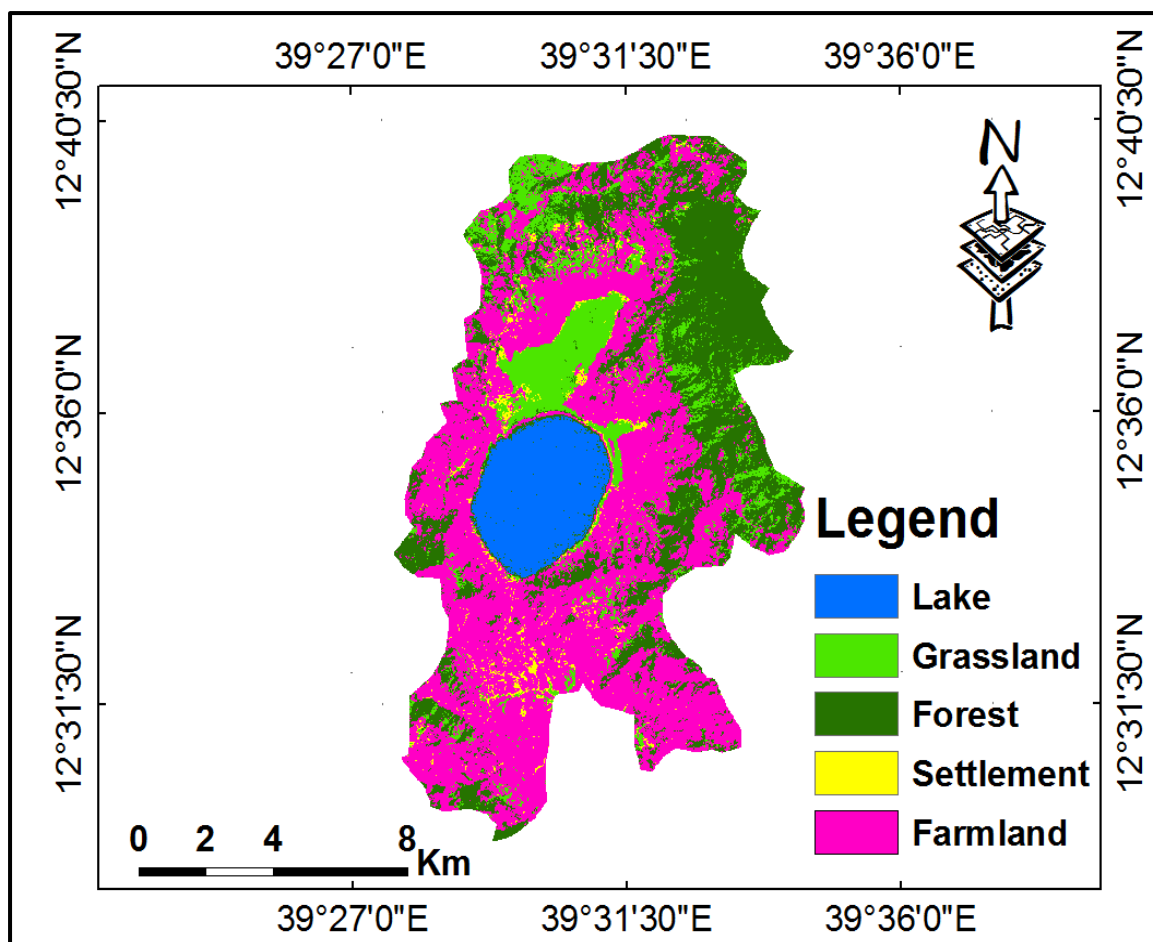 39°27'0"E 39°31'30"E 39°36'0"E
12°40'30"N
12°40'30"N
N
12°36'0"N
12°36'0"N
Legend
Lake
Grassland
Forest
Settlement
Farmland
12°31'30"N
12°31'30"N
0 2 4 8
Km
39°27'0"E 39°31'30"E 39°36'0"E